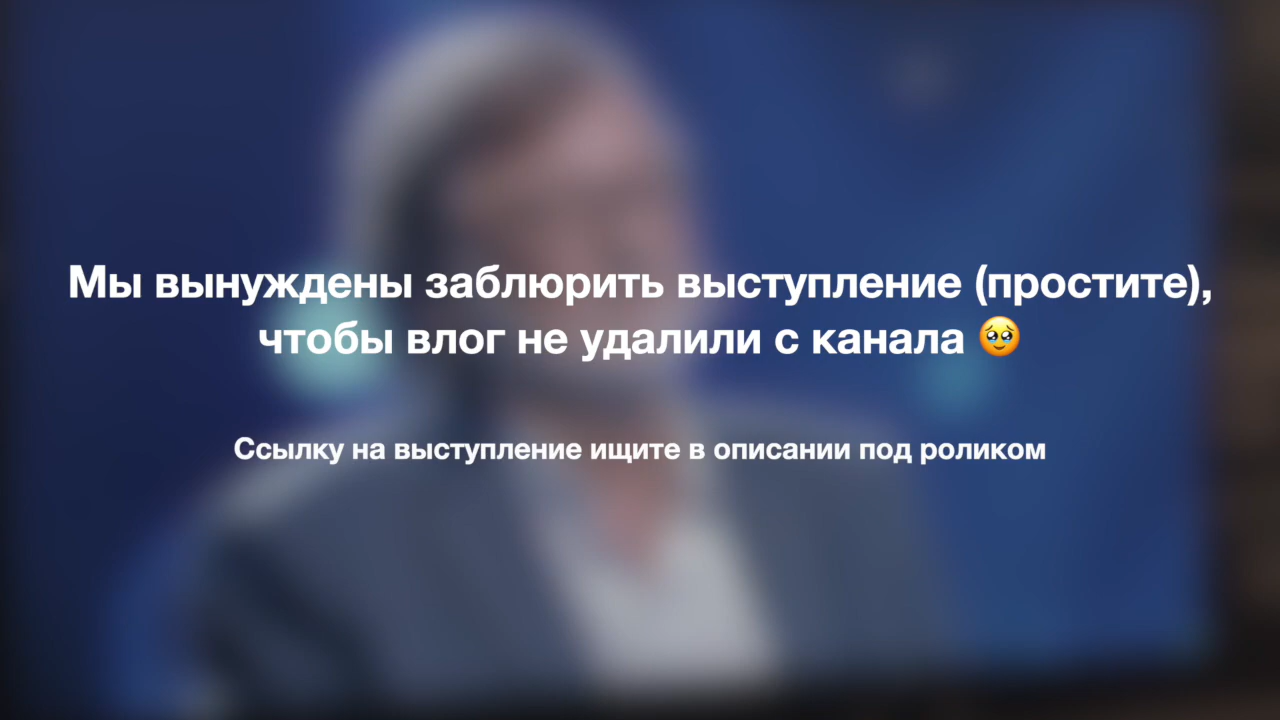 Мы вынуждены заблюрить выступление (простите),
чтобы влог не удалили с канала 🥹
Ссылку на выступление ищите в описании под роликом